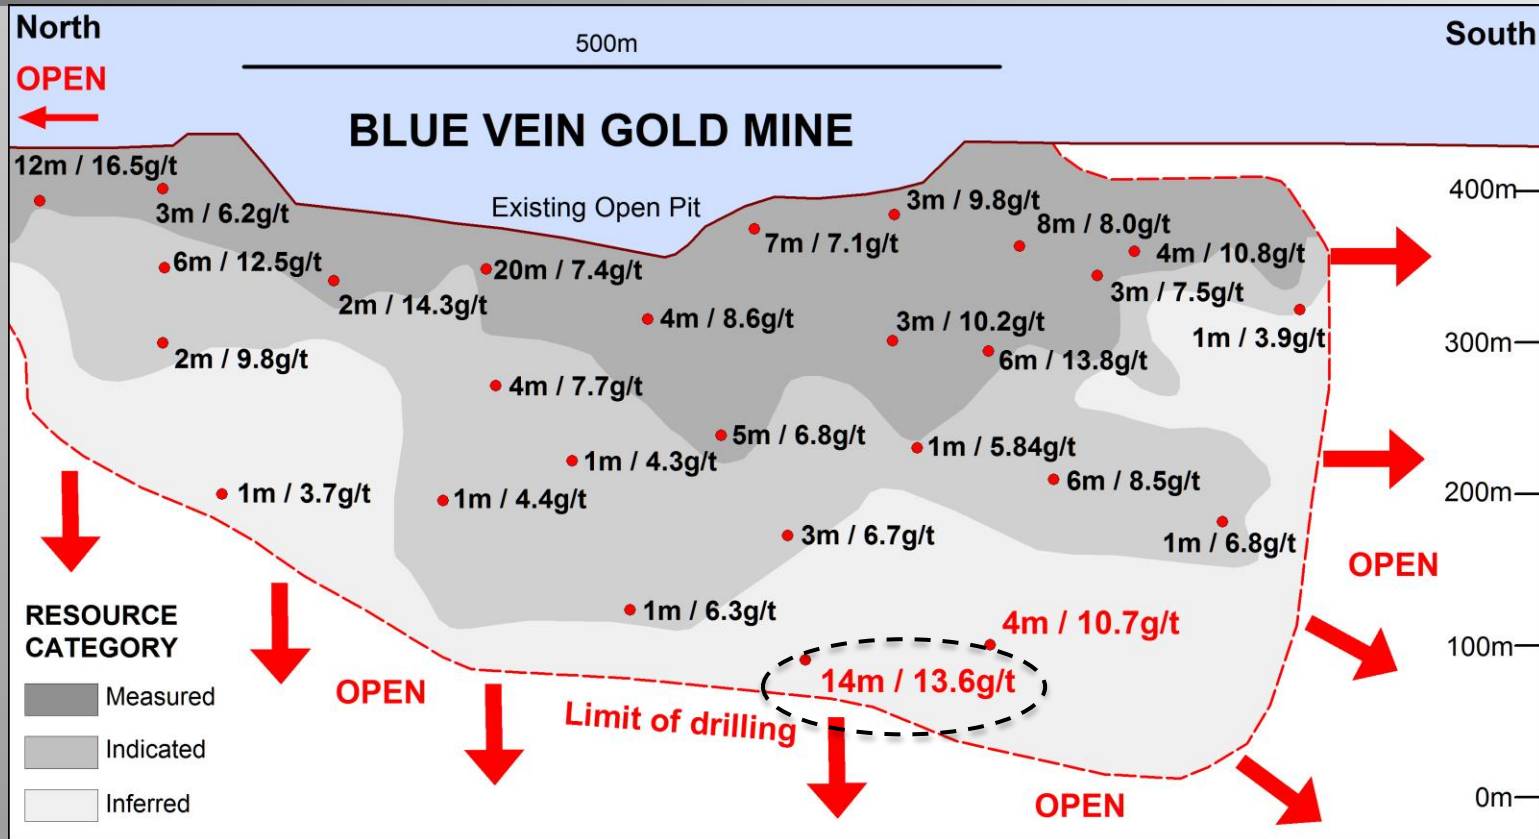 North
South
OPEN
500m
BLUE VEIN GOLD MINE
Existing Open Pit
12m / 16.5g/t
3m / 6.2g/t
3m / 9.8g/t
400m
8m / 8.0g/t
7m / 7.1g/t
4m / 10.8g/t
6m / 12.5g/t
20m / 7.4g/t
3m / 7.5g/t
2m / 14.3g/t
4m / 8.6g/t
3m / 10.2g/t
1m / 3.9g/t
300m
2m / 9.8g/t
6m / 13.8g/t
4m / 7.7g/t
5m / 6.8g/t
1m / 5.84g/t
1m / 4.3g/t
6m / 8.5g/t
200m
1m / 3.7g/t
1m / 4.4g/t
3m / 6.7g/t
1m / 6.8g/t
OPEN
1m / 6.3g/t
4m / 10.7g/t
100m
14m / 13.6g/t
OPEN
Limit of drilling
OPEN
0m
RESOURCE
CATEGORY
Measured
Indicated
Inferred